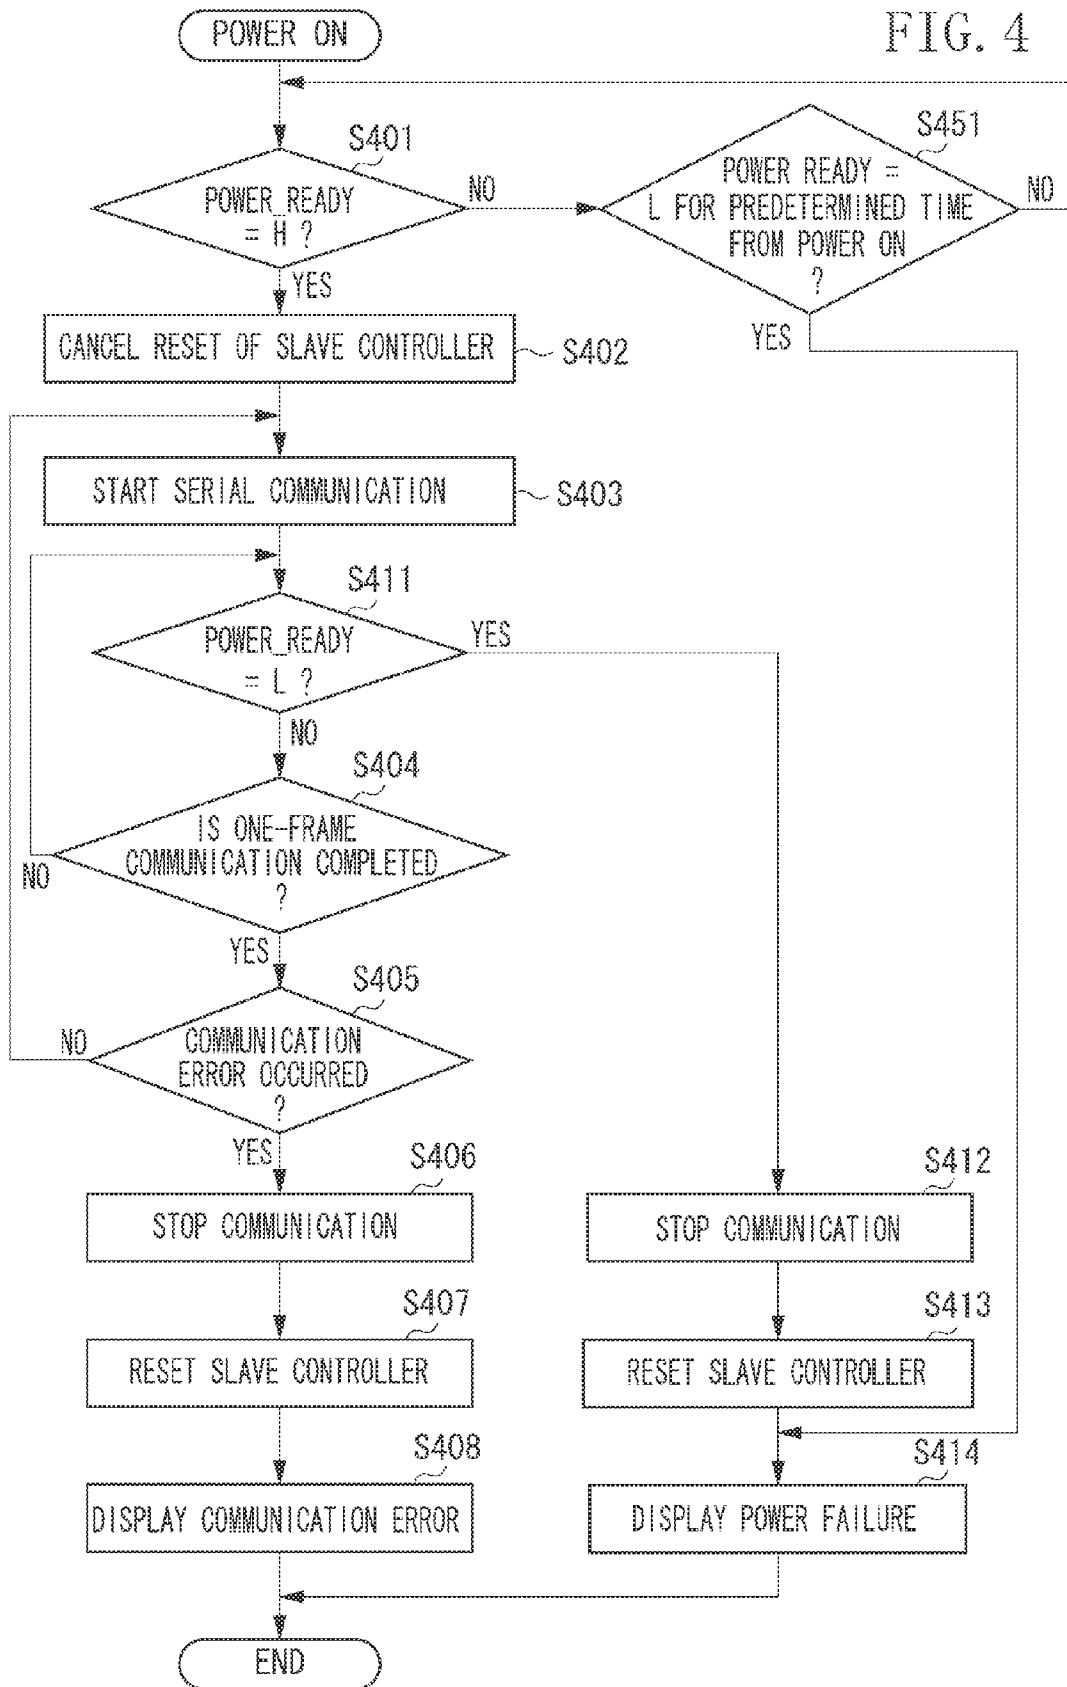 FIG. 4
POWER ON
S401
POWER_READY
= H ?
NO
YES
S451
POWER READY =
L FOR PREDETERMINED TIME
FROM POWER ON
?
NO
YES
CANCEL RESET OF SLAVE CONTROLLER
S402
START SERIAL COMMUNICATION
S403
S411
POWER_READY
= L ?
YES
NO
S404
IS ONE-FRAME
COMMUNICATION COMPLETED
?
NO
YES
S405
COMMUNICATION
ERROR OCCURRED
?
NO
YES
S406
STOP COMMUNICATION
S407
RESET SLAVE CONTROLLER
S408
DISPLAY COMMUNICATION ERROR
S412
STOP COMMUNICATION
S413
RESET SLAVE CONTROLLER
S414
DISPLAY POWER FAILURE
END